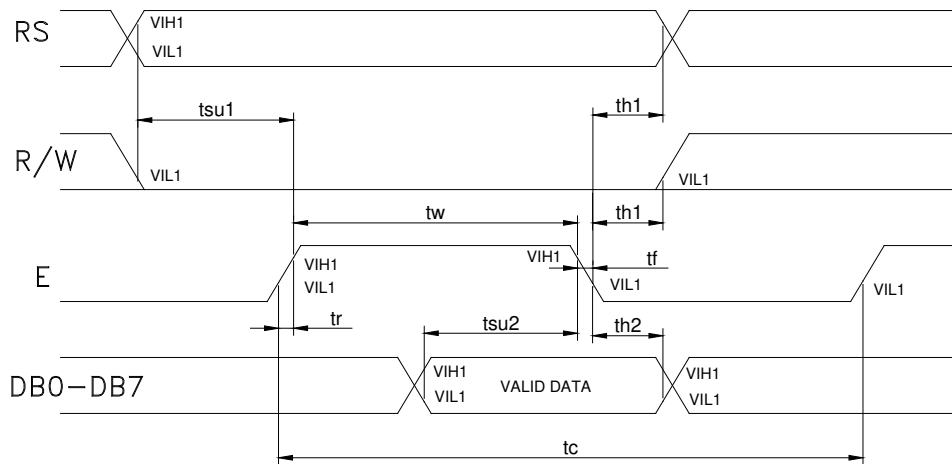 RS
VIH1
VIL1
tsu1
th1
R/W
VIL1
VIL1
tw
th1
E
VIH1
VIL1
VIH1
tf
VIL1
VIL1
tr
tsu2
th2
DB0-DB7
VIH1
VIL1
VALID DATA
VIH1
VIL1
tc